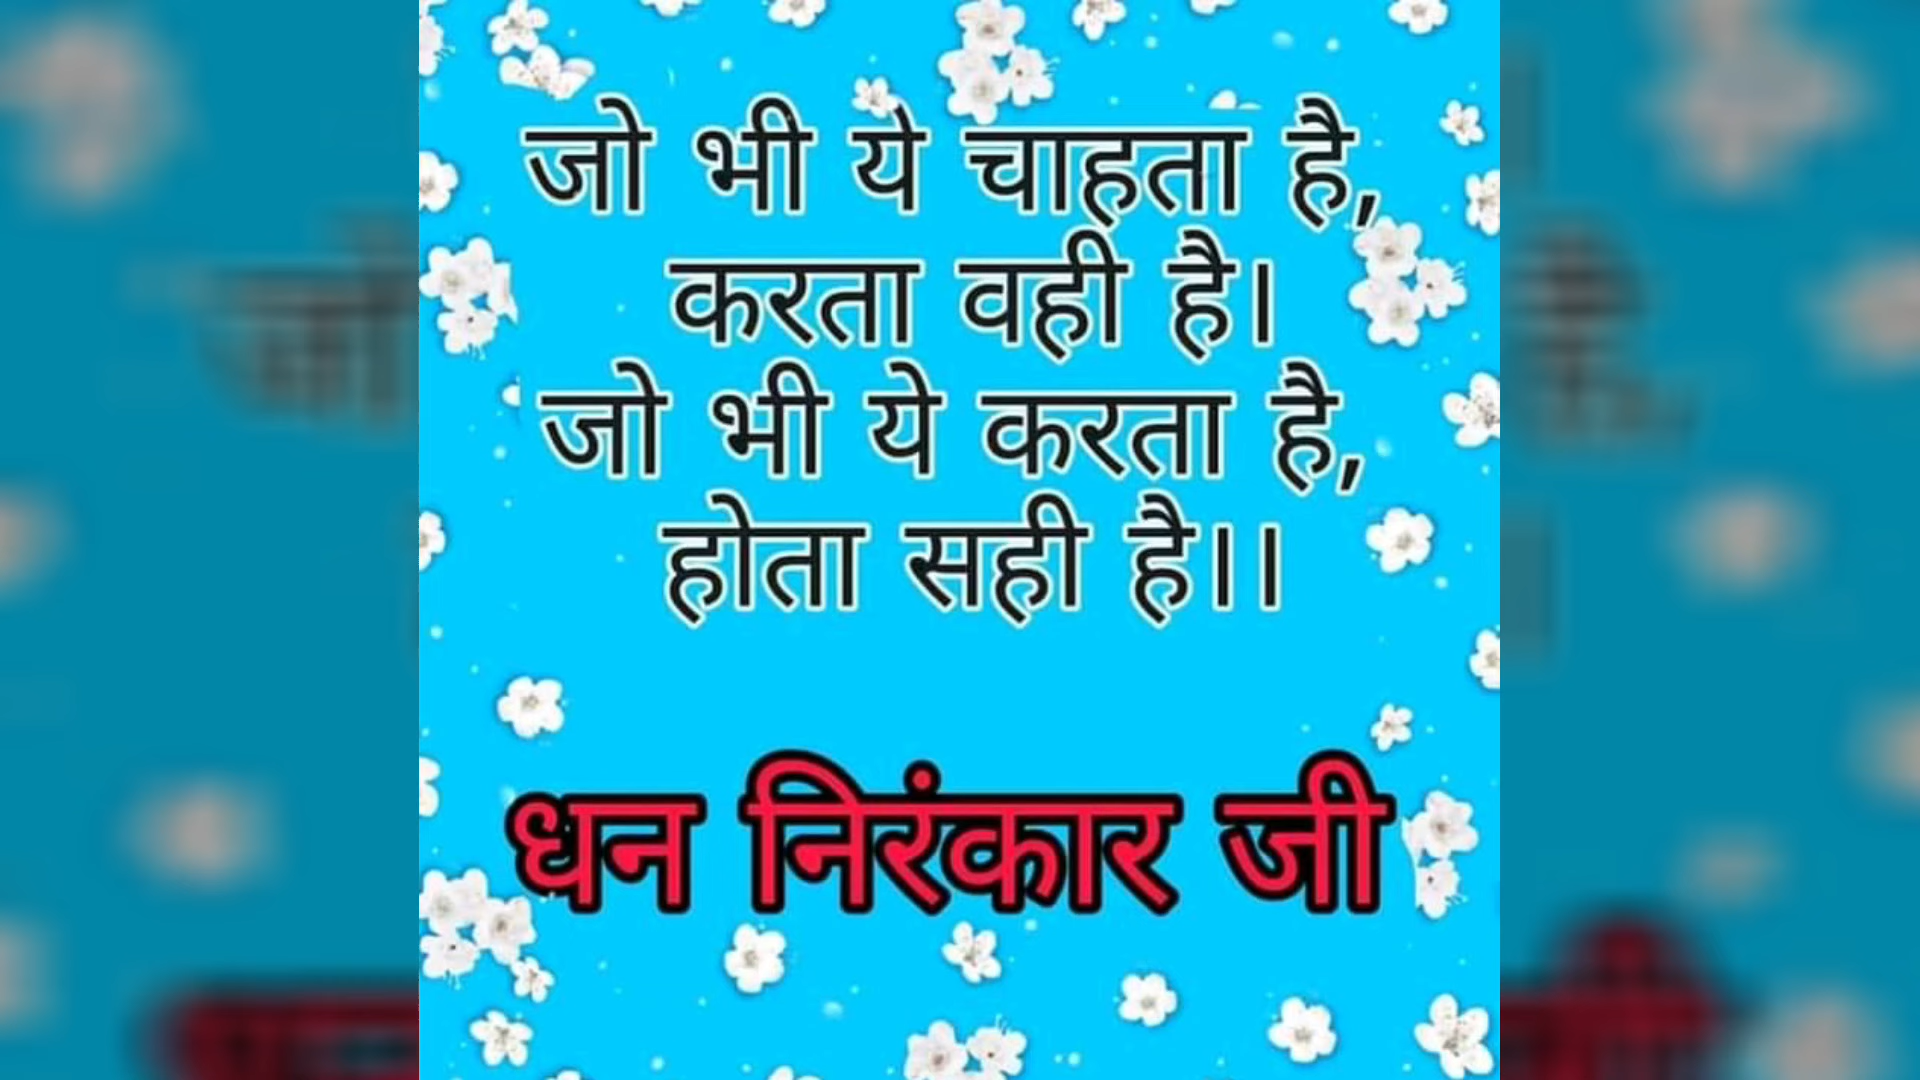 जो भी ये चाहता है,
करता वही है।
जो भी ये करता है,
होता सही है।।
धन निरंकार जी